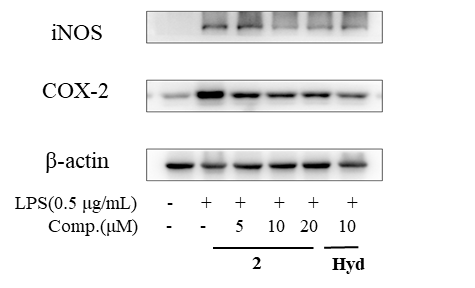 iNOS
COX-2
β-actin
LPS(0.5 μg/mL) - + + + + +
Comp.(μM) - - 5 10 20 10
2 Hyd